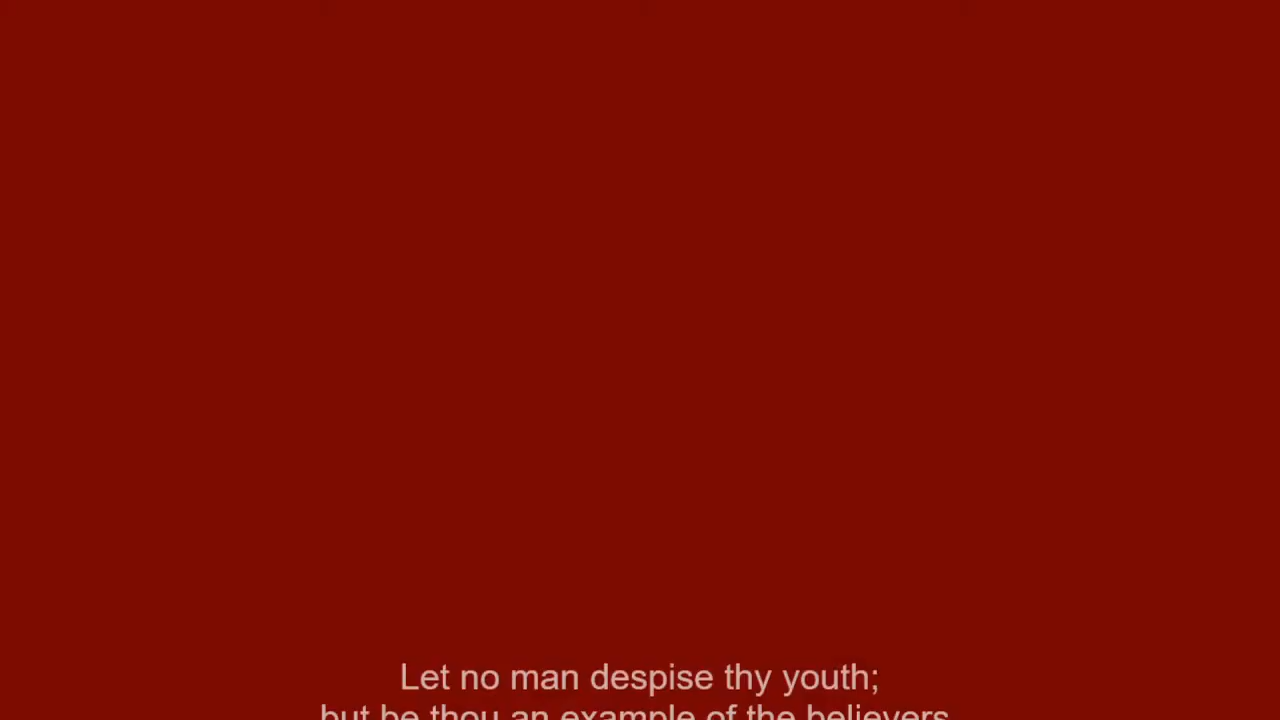 Let no man despise thy youth;
but be thou an example of the believers